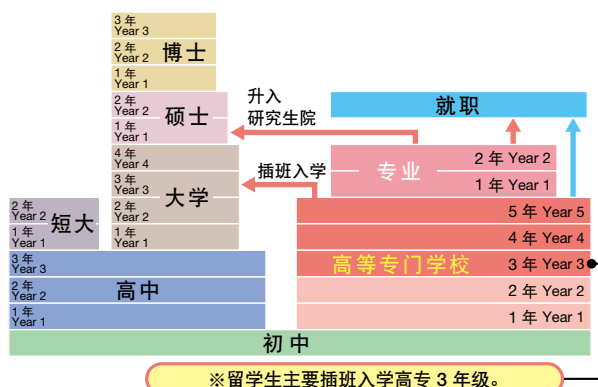 3 年
Year 3
2 年
Year 2
博士
1 年
Year 1
2 年
Year 2
硕士
1 年
Year 1
升入
研究生院
就职
4 年
Year 4
3 年
Year 3
大学
2 年
Year 2
1 年
Year 1
插班入学
专业
2 年 Year 2
1 年 Year 1
2 年
Year 2
短大
1 年
Year 1
5 年 Year 5
4 年 Year 4
高等专门学校
3 年 Year 3
2 年 Year 2
1 年 Year 1
3 年
Year 3
2 年
Year 2
高中
1 年
Year 1
初中
※留学生主要插班入学高专 3 年级。